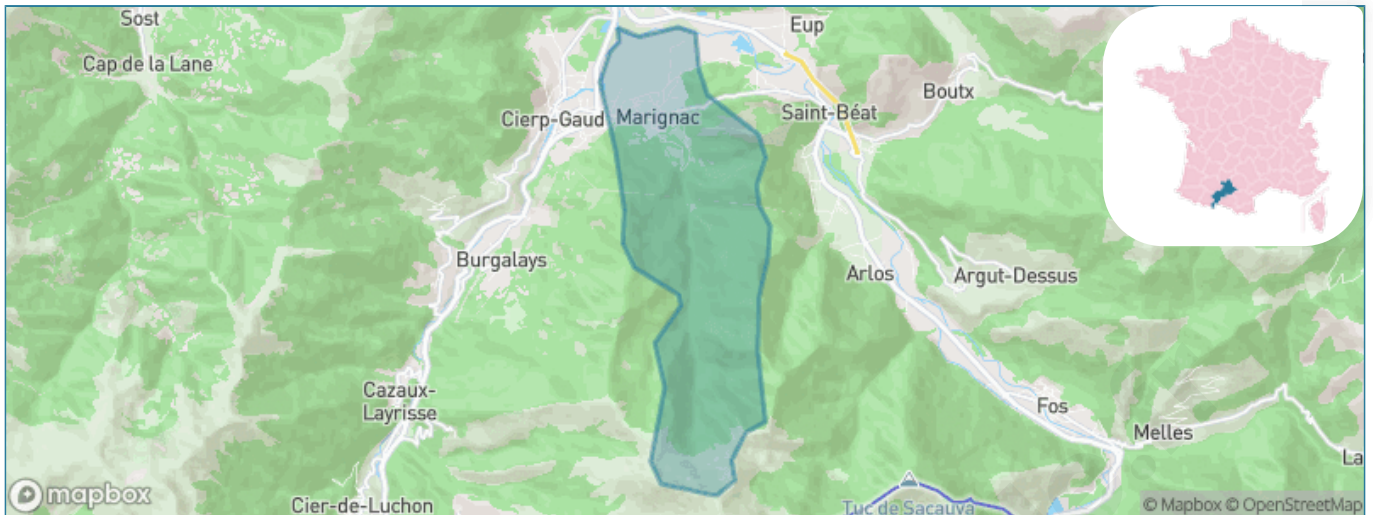 Sost
Eup
Cap de la Lane
Boutx
Cierp-Gaud
Marignac
Saint-Béat
Burgalays
Arlos
Argut-Dessus
Cazaux-
Layrisse
Fos
Melles
La
mapbox
Cier-de-Luchon
Tuc de Sacauva
© Mapbox © OpenStreetMap